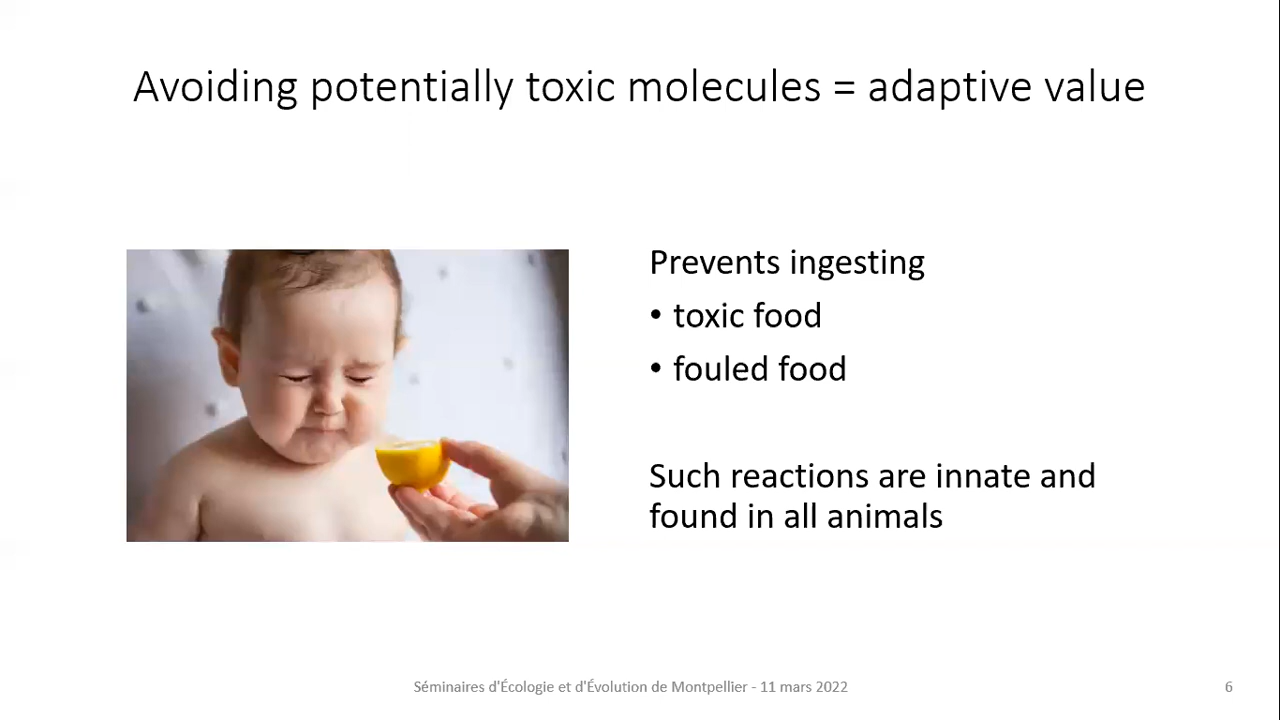 Avoiding potentially toxic molecules = adaptive value
Prevents ingesting
• toxic food
• fouled food
Such reactions are innate and
found in all animals
Séminaires d'Écologie et d'Évolution de Montpellier - 11 mars 2022
6